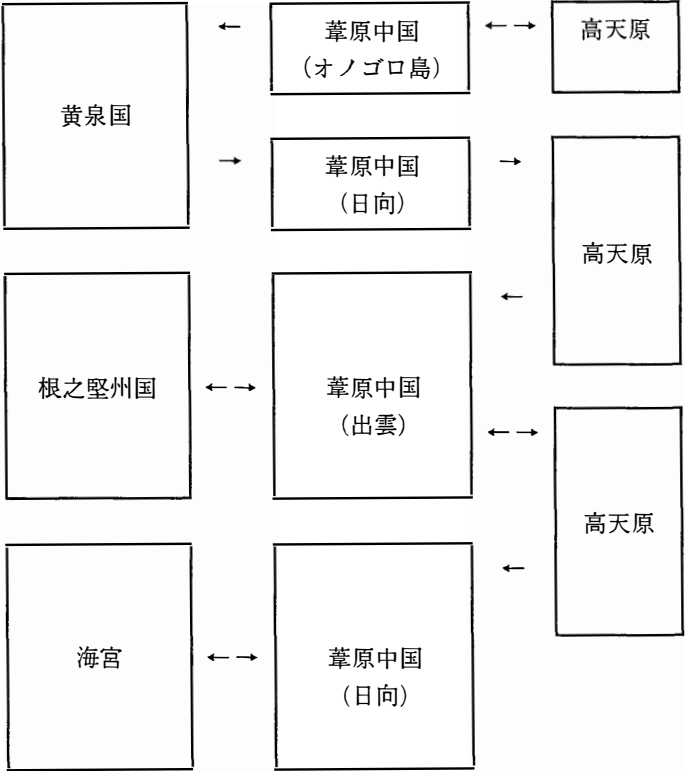 黄泉国
←
葦原中国
(オノゴロ島)
← →
高天原
→
葦原中国
(日向)
→
高天原
←
根之堅州国
← →
葦原中国
(出雲)
← →
高天原
←
海宮
← →
葦原中国
(日向)